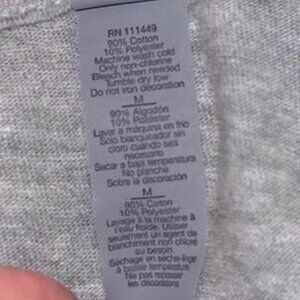 RN 111449
90% Cotton
10% Polyester
Machine wash cold
Only non-chlorine
Bleach when needed
Tumble dry low
Do not iron decoration
M
90% Algodón
10% Poliester
Lavar a máquina en frio
Solo blanqueador sin
cloro cuando sea
necesario
Secar a baja temperatura
No planche
Sobre la decoración
M
90% Coton
10% Polyester
Lavage à la machine à
l'eau froide. Utiliser
seulement un agent de
blanchiment non chloré
au besoin.
Séchage en sèche-linge
à basse température
Ne pas repasser
les décorations